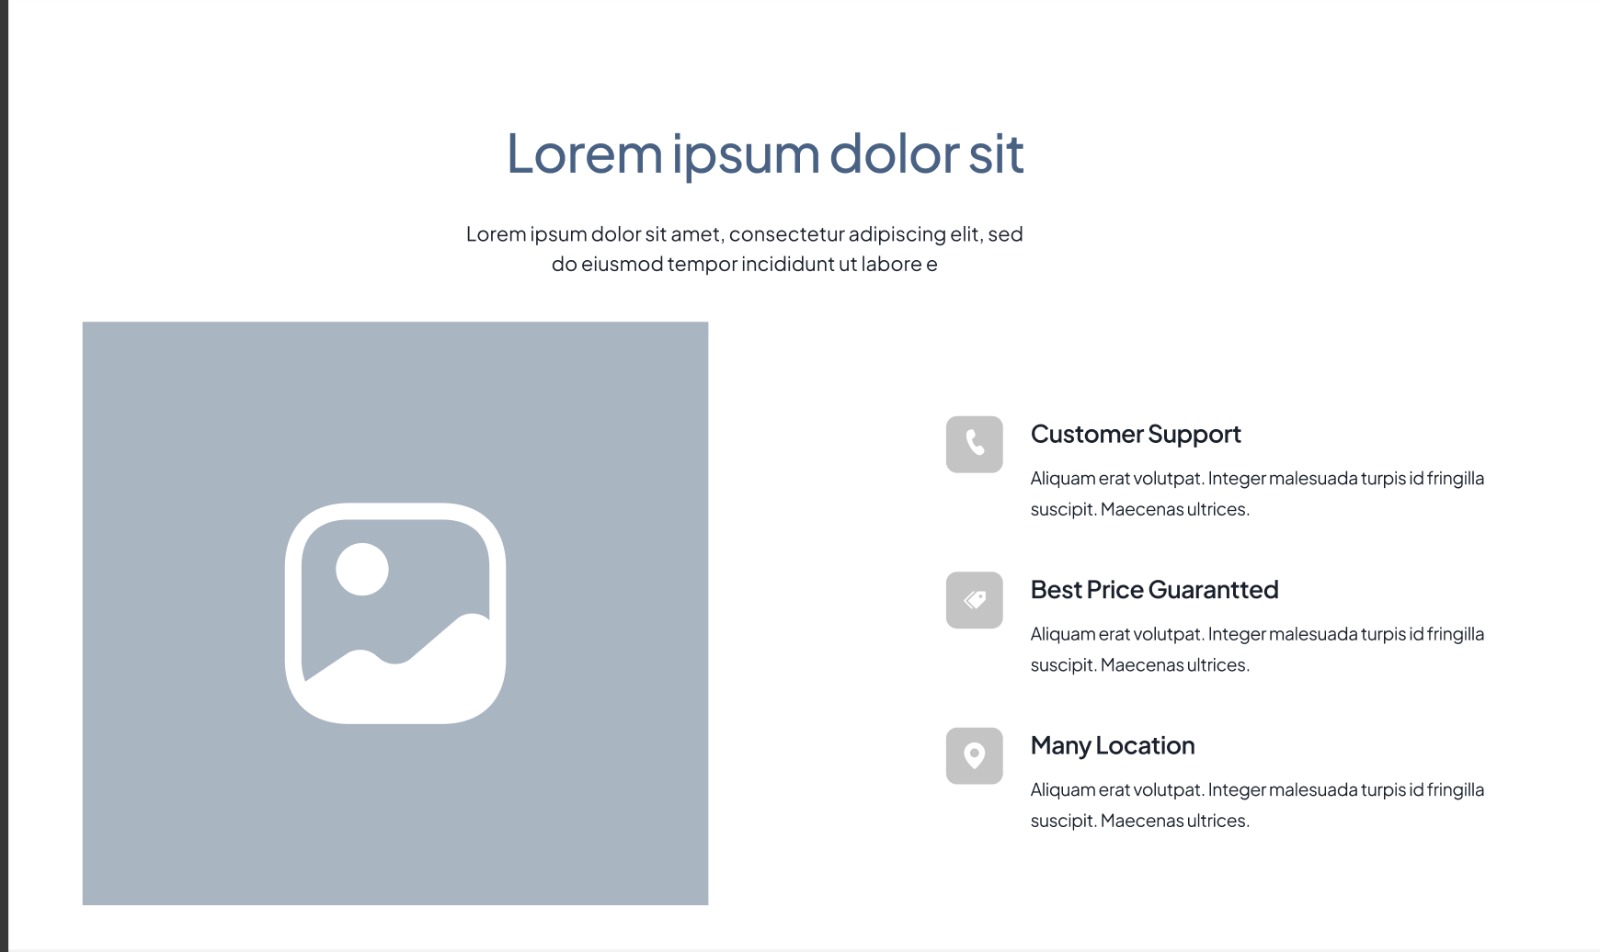 Lorem ipsum dolor sit
Lorem ipsum dolor sit amet, consectetur adipiscing elit, sed
do eiusmod tempor incididunt ut labore e
Customer Support
Aliquam erat volutpat. Integer malesuada turpis id fringilla
suscipit. Maecenas ultrices.
Best Price Guarantted
Aliquam erat volutpat. Integer malesuada turpis id fringilla
suscipit. Maecenas ultrices.
Many Location
Aliquam erat volutpat. Integer malesuada turpis id fringilla
suscipit. Maecenas ultrices.